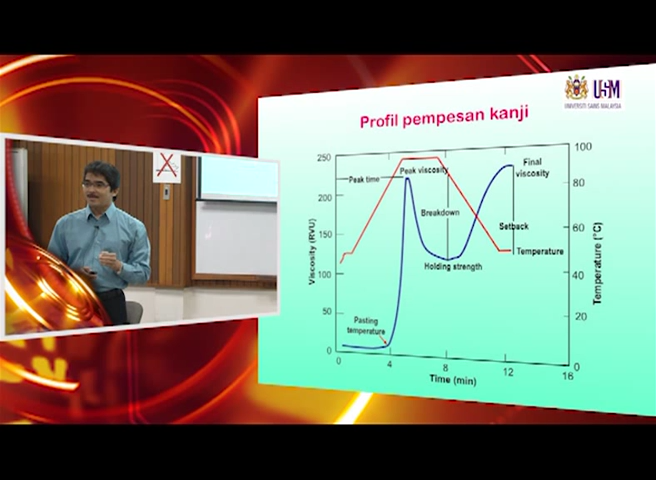 USM
UNIVERSITI SAINS MALAYSIA
Profil pempesan kanji
250
200
150
100
50
0
Viscosity (RVU)
100
80
60
40
20
0
Temperature (°C)
Peak time
Peak viscosity
Final
viscosity
Breakdown
Setback
Temperature
Holding strength
Pasting
temperature
0
4
8
12
16
Time (min)